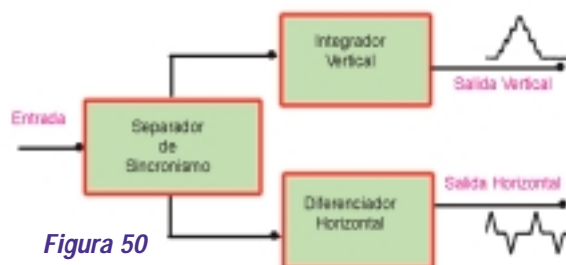 Integrador
Vertical
Salida Vertical
Entrada
Separador
de
Sincronismo
Salida Horizontal
Diferenciador
Horizontal
Figura 50